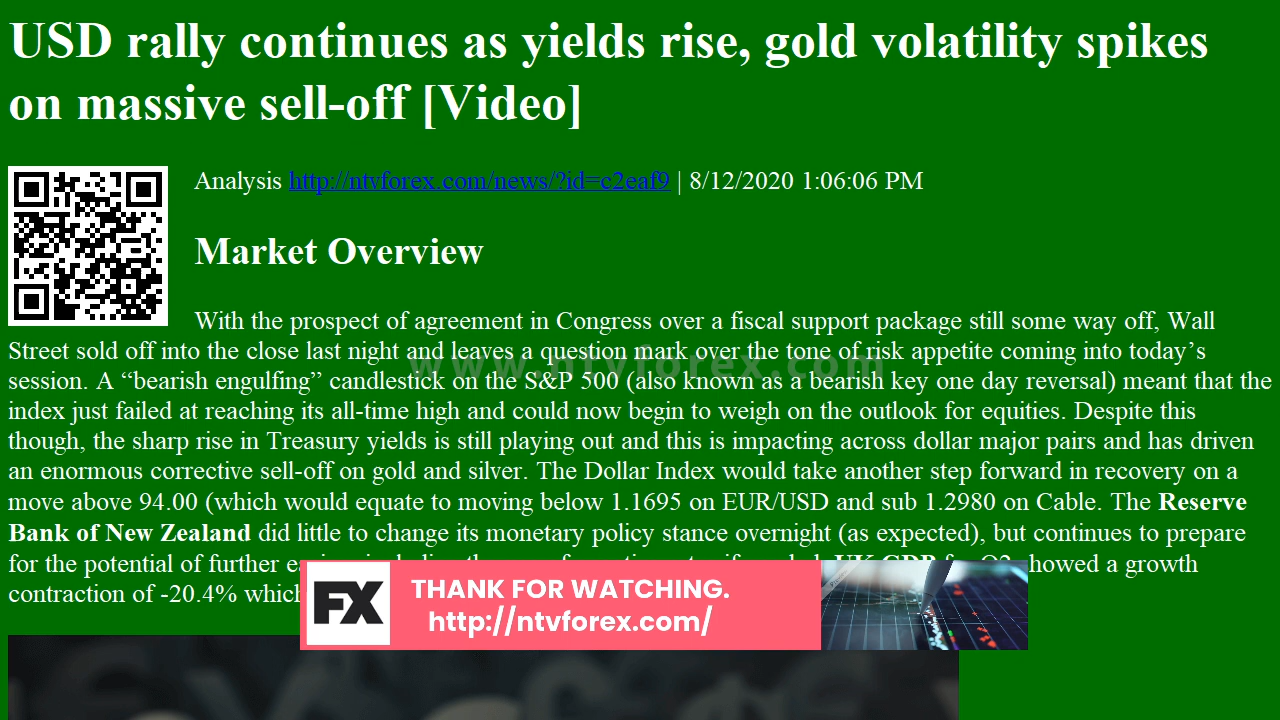 USD rally continues as yields rise, gold volatility spikes
on massive sell-off [Video]
Analysis http://ntvforex.com/news/?id=c2eaf9 | 8/12/2020 1:06:06 PM
Market Overview
With the prospect of agreement in Congress over a fiscal support package still some way off, Wall
Street sold off into the close last night and leaves a question mark over the tone of risk appetite coming into today’s
www.ntvforex.com
session. A “bearish engulfing” candlestick on the S&P 500 (also known as a bearish key one day reversal) meant that the
index just failed at reaching its all-time high and could now begin to weigh on the outlook for equities. Despite this
though, the sharp rise in Treasury yields is still playing out and this is impacting across dollar major pairs and has driven
an enormous corrective sell-off on gold and silver. The Dollar Index would take another step forward in recovery on a
move above 94.00 (which would equate to moving below 1.1695 on EUR/USD and sub 1.2980 on Cable. The Reserve
Bank of New Zealand did little to change its monetary policy stance overnight (as expected), but continues to prepare
for the potential of further showed a growth
contraction of -20.4% which
FX
THANK FOR WATCHING.
http://ntvforex.com/